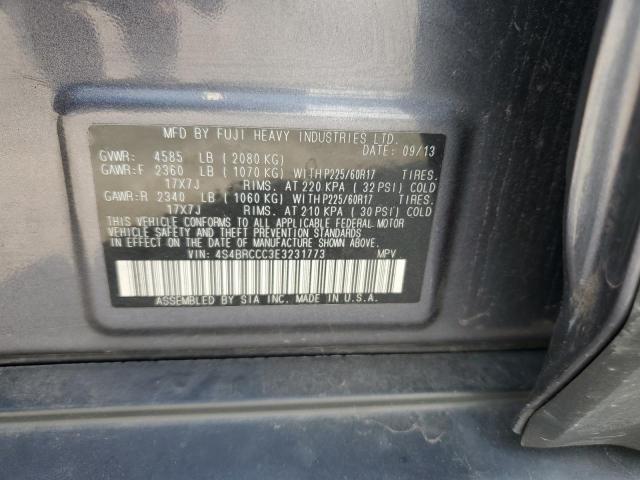 MFD BY FUJI HEAVY INDUSTRIES LTD.
GVWR: 4585 LB ( 2080 KG) DATE: 09/13
GAWR:F 2360 LB ( 1070 KG) WITH P225/60R17 TIRES.
17X7J RIMS. AT 220 KPA ( 32 PSI) COLD
GAWR:R 2340 LB ( 1060 KG) WITH P225/60R17 TIRES.
17X7J RIMS. AT 210 KPA ( 30 PSI) COLD
THIS VEHICLE CONFORMS TO ALL APPLICABLE FEDERAL MOTOR
VEHICLE SAFETY AND THEFT PREVENTION STANDARDS
IN EFFECT ON THE DATE OF MANUFACTURE SHOWN ABOVE.
VIN: 4S4BRCCC3E3231773 MPV
ASSEMBLED BY SIA INC. MADE IN U.S.A.